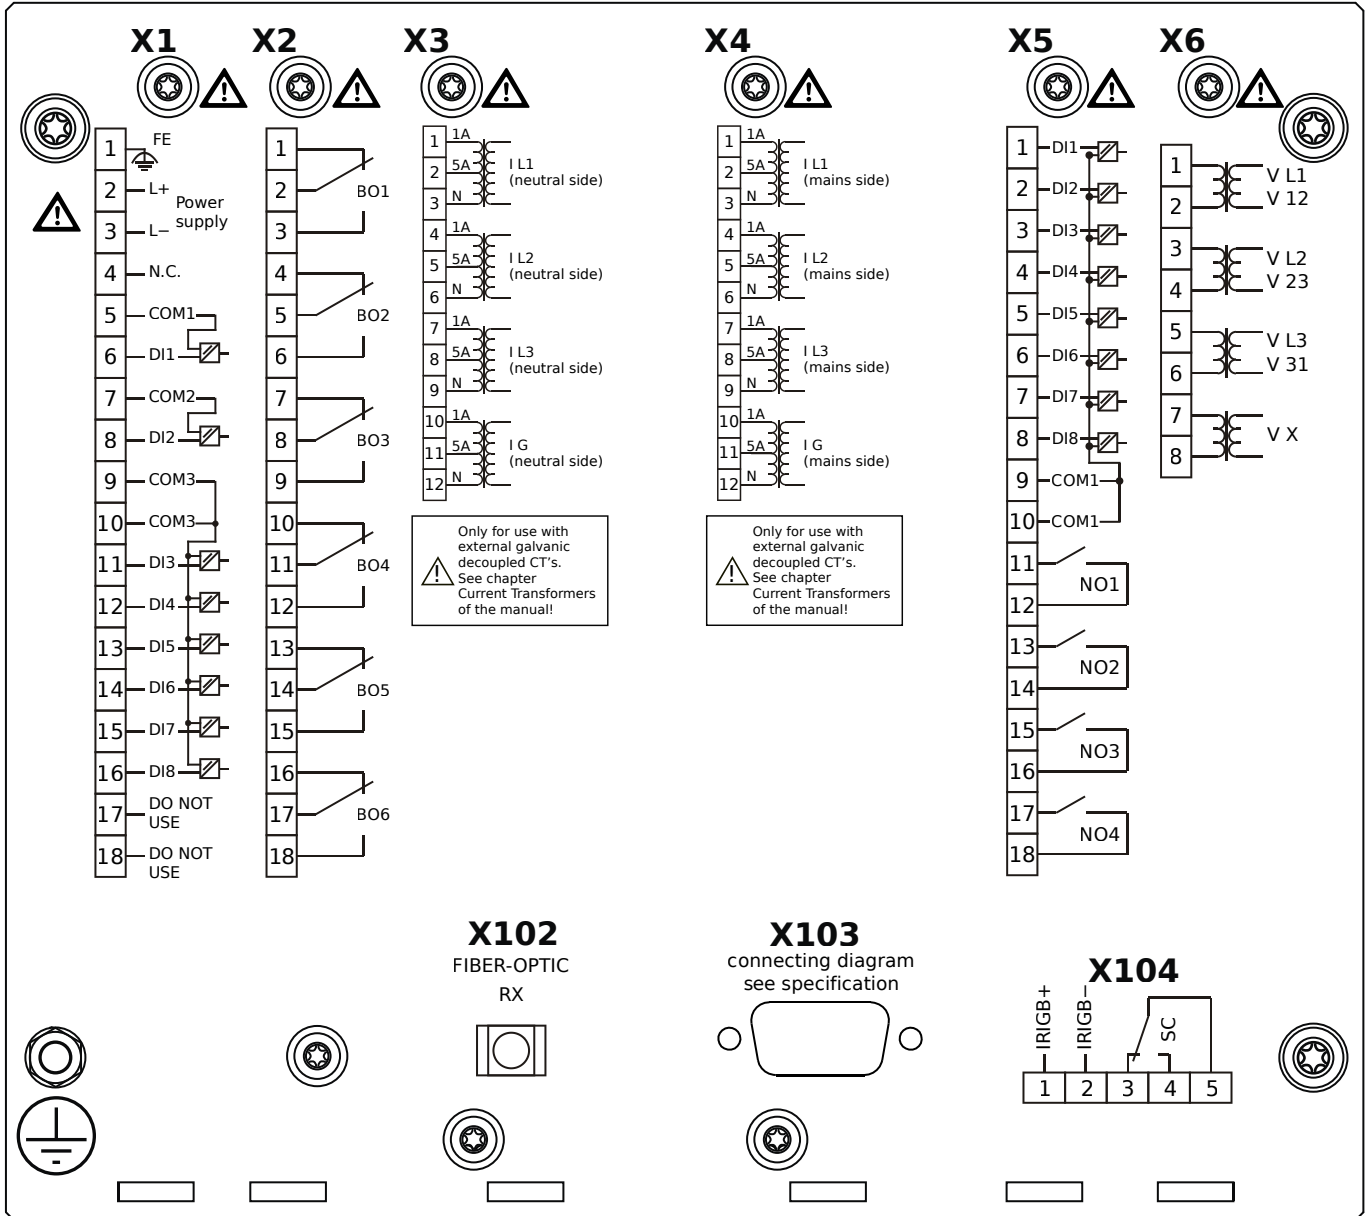 X1
X2
X3
X4
X5
X6
1
FE
2
L+
Power
supply
3
L−
4
N.C.
5
COM1
6
DI1
7
COM2
8
DI2
9
COM3
10
COM3
11
DI3
12
DI4
13
DI5
14
DI6
15
DI7
16
DI8
17
DO NOT
USE
18
DO NOT
USE
1
2
BO1
3
4
5
BO2
6
7
8
BO3
9
10
11
BO4
12
13
14
BO5
15
16
17
BO6
18
1
1A
2
5A
I L1
(neutral side)
3
N
4
1A
5
5A
I L2
(neutral side)
6
N
7
1A
8
5A
I L3
(neutral side)
9
N
10
1A
11
5A
I G
(neutral side)
12
N
Only for use with
external galvanic
decoupled CT’s.
See chapter
Current Transformers
of the manual!
1
1A
2
5A
I L1
(mains side)
3
N
4
1A
5
5A
I L2
(mains side)
6
N
7
1A
8
5A
I L3
(mains side)
9
N
10
1A
11
5A
I G
(mains side)
12
N
Only for use with
external galvanic
decoupled CT’s.
See chapter
Current Transformers
of the manual!
1
DI1
2
DI2
3
DI3
4
DI4
5
DI5
6
DI6
7
DI7
8
DI8
9
COM1
10
COM1
11
NO1
12
13
NO2
14
15
NO3
16
17
NO4
18
1
V L1
V 12
2
3
V L2
V 23
4
5
V L3
V 31
6
7
V X
8
X102
FIBER-OPTIC
RX
X103
connecting diagram
see specification
X104
IRIGB+
IRIGB−
SC
1 2 3 4 5